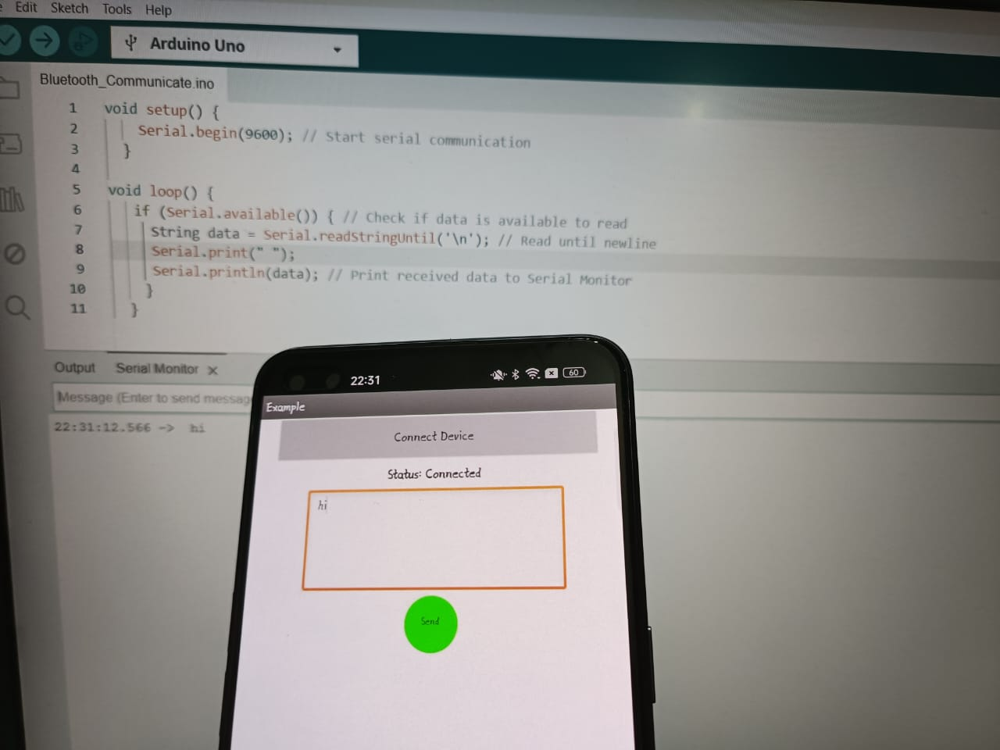 Edit Sketch Tools Help
Arduino Uno
Bluetooth_Communicate.ino
1 void setup() {
2 Serial.begin(9600); // Start serial communication
3 }
4
5 void loop() {
6 if (Serial.available()) { // Check if data is available to read
7 String data = Serial.readStringUntil('\n'); // Read until newline
8 Serial.print(" ");
9 Serial.println(data); // Print received data to Serial Monitor
10 }
11 }
Output Serial Monitor
Message (Enter to send messag
22:31:12.566 -> hi
22:31 60
Example
Connect Device
Status: Connected
hi
Send